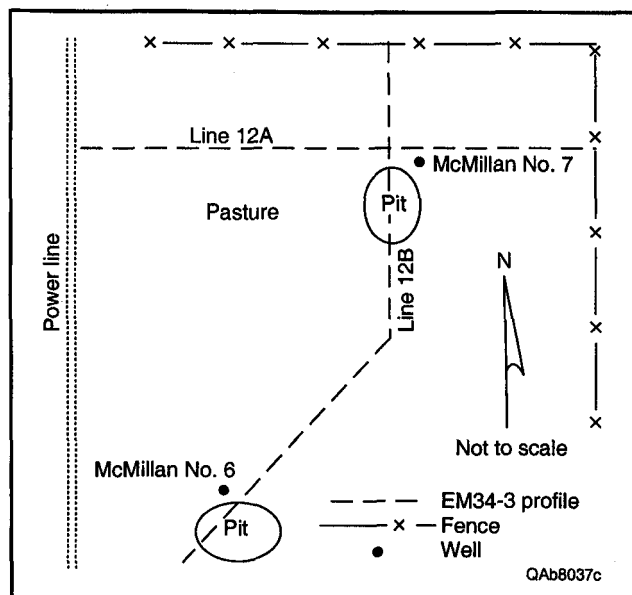 Line 12A
McMillan No. 7
Pit
Pasture
Power line
Line 12B
N
Not to scale
McMillan No. 6
Pit
EM34-3 profile
Fence
Well
QAb8037c